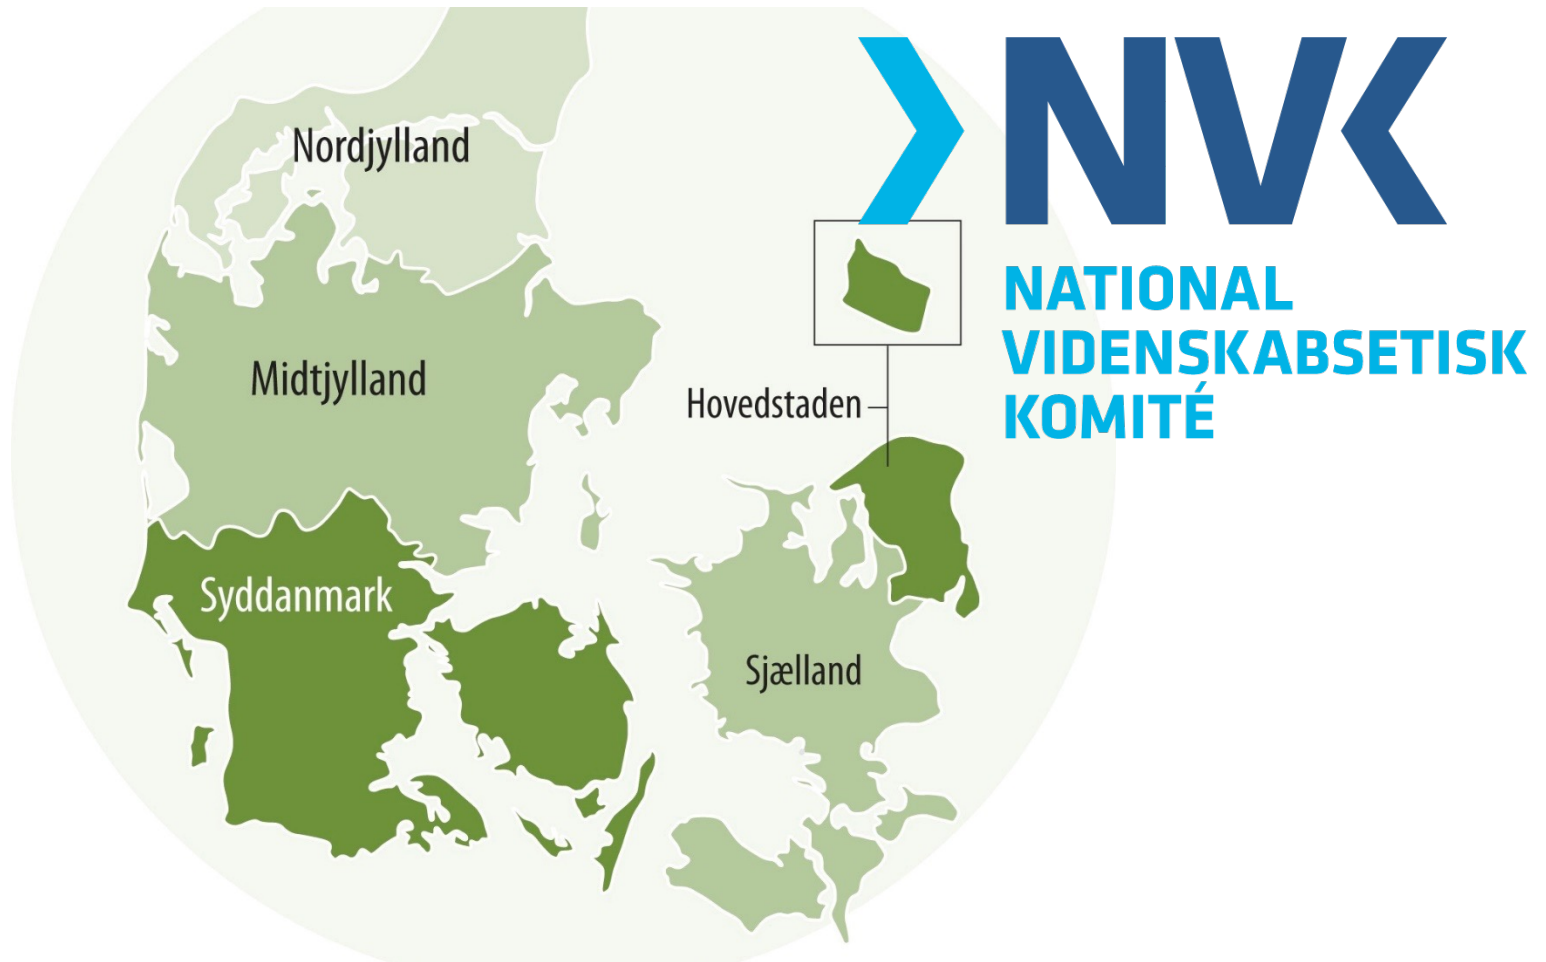 NVK
NATIONAL
VIDENSKABSETISK
KOMITÉ
Nordjylland
Midtjylland
Hovedstaden
Syddanmark
Sjælland